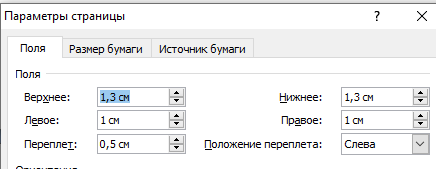 Параметры страницы
Поля Размер бумаги Источник бумаги
Поля
Верхнее: 1,3 см Нижнее: 1,3 см
Левое: 1 см Правое: 1 см
Переплет: 0,5 см Положение переплета: Слева